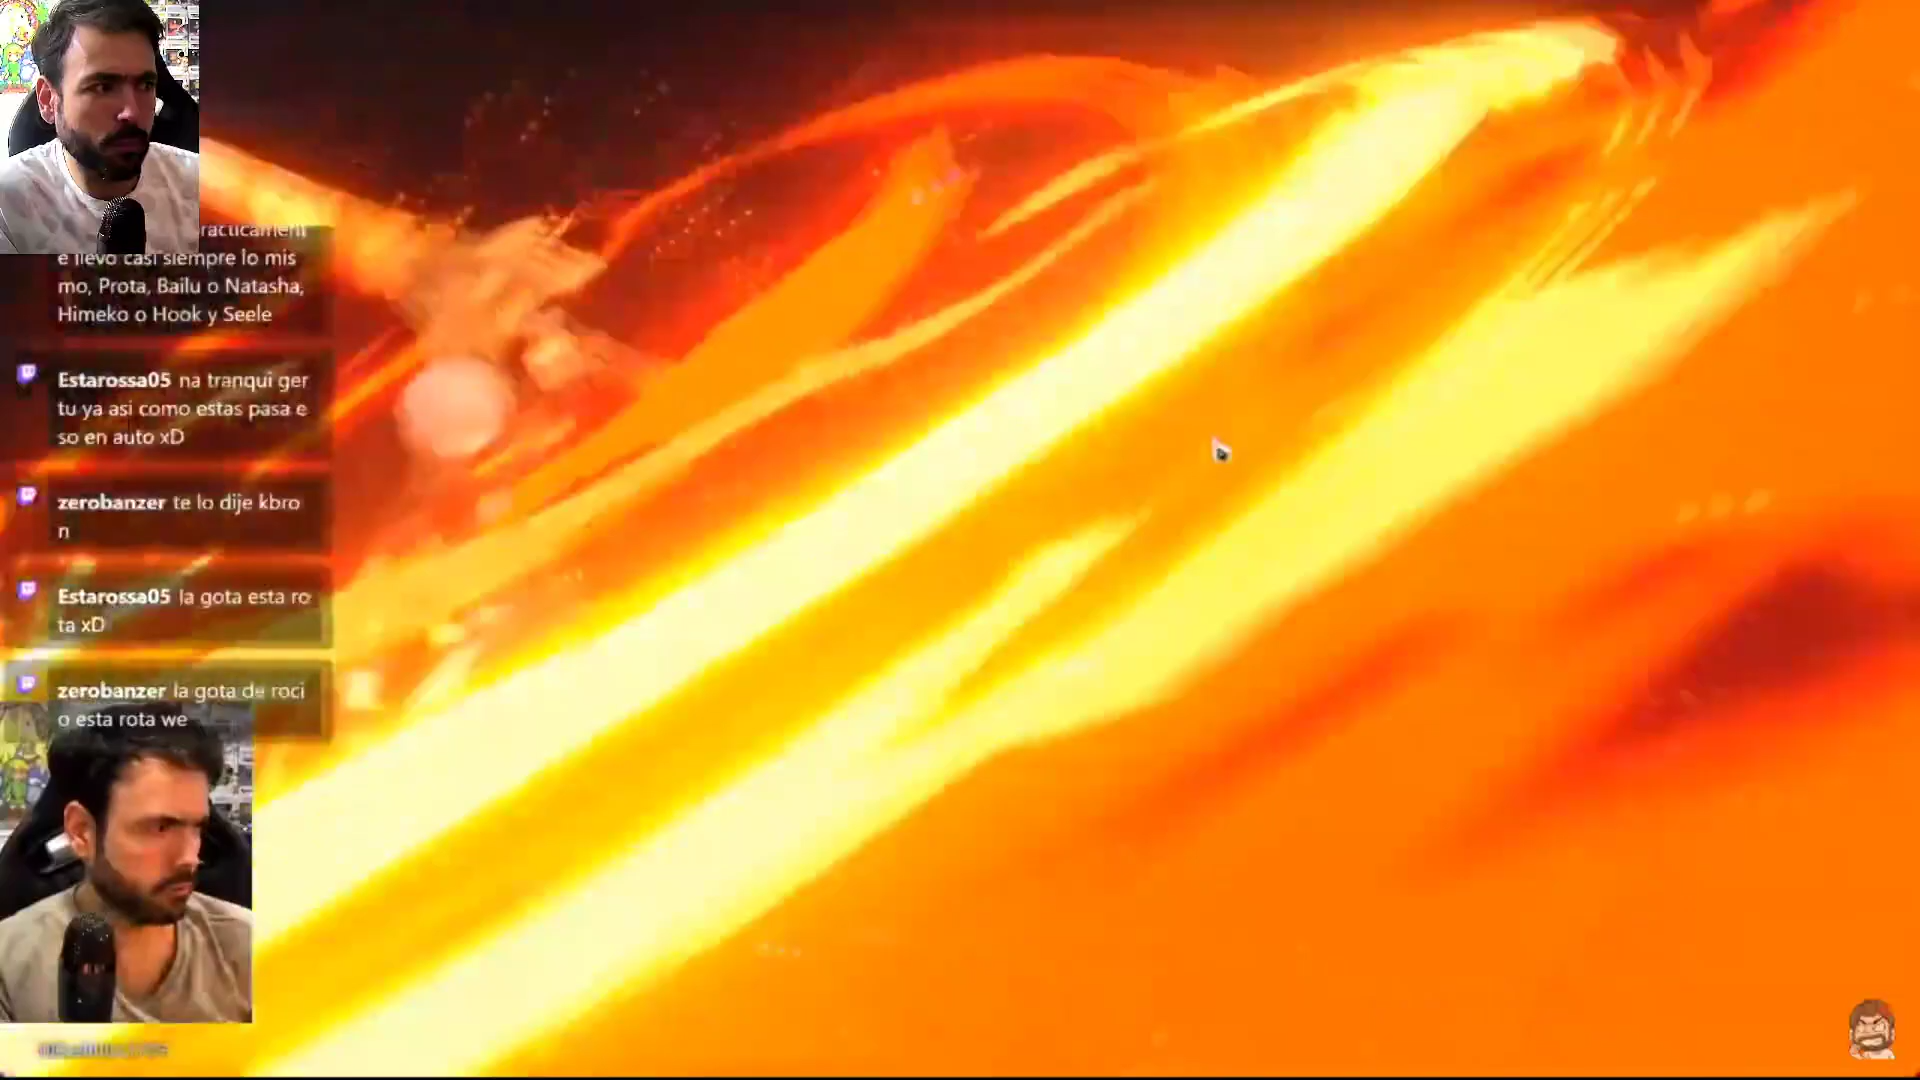 e llevo casi siempre lo mis
mo, Prota, Bailu o Natasha,
Himeko o Hook y Seele
Estarossa05 na tranqui ger
tu ya asi como estas pasa e
so en auto xD
zerobanzer te lo dije kbro
n
Estarossa05 la gota esta ro
ta xD
zerobanzer la gota de roci
o esta rota we